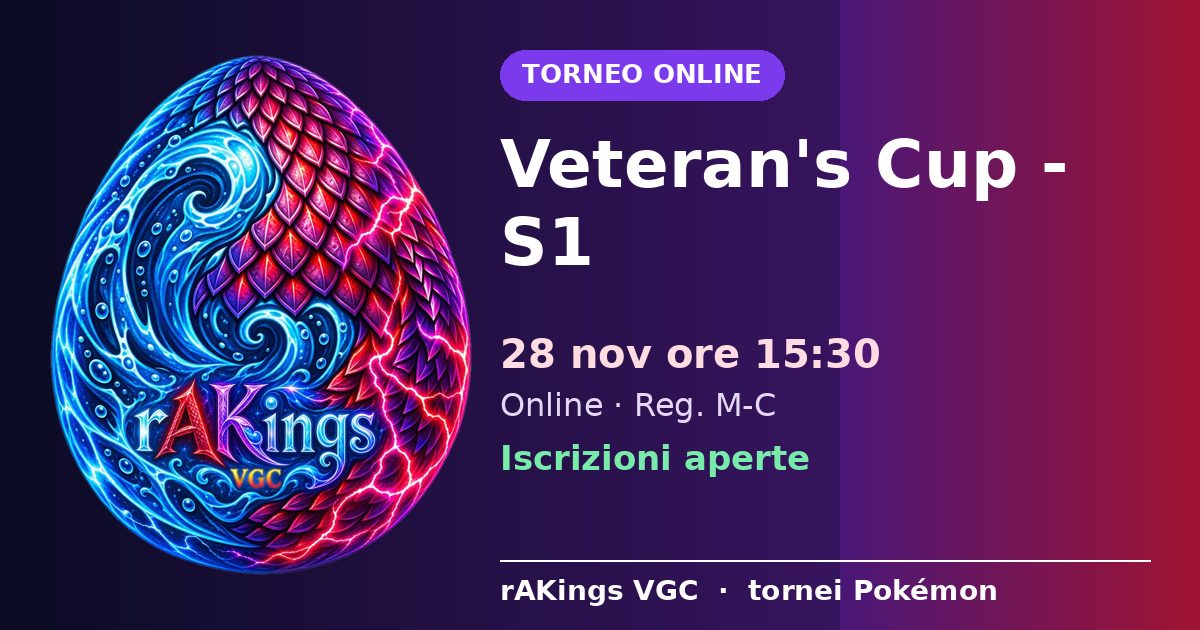 TORNEO ONLINE
Veteran's Cup -
S1
28 nov ore 15:30
Online · Reg. M-C
Iscrizioni aperte
rAKings
VGC
rAKings VGC · tornei Pokémon